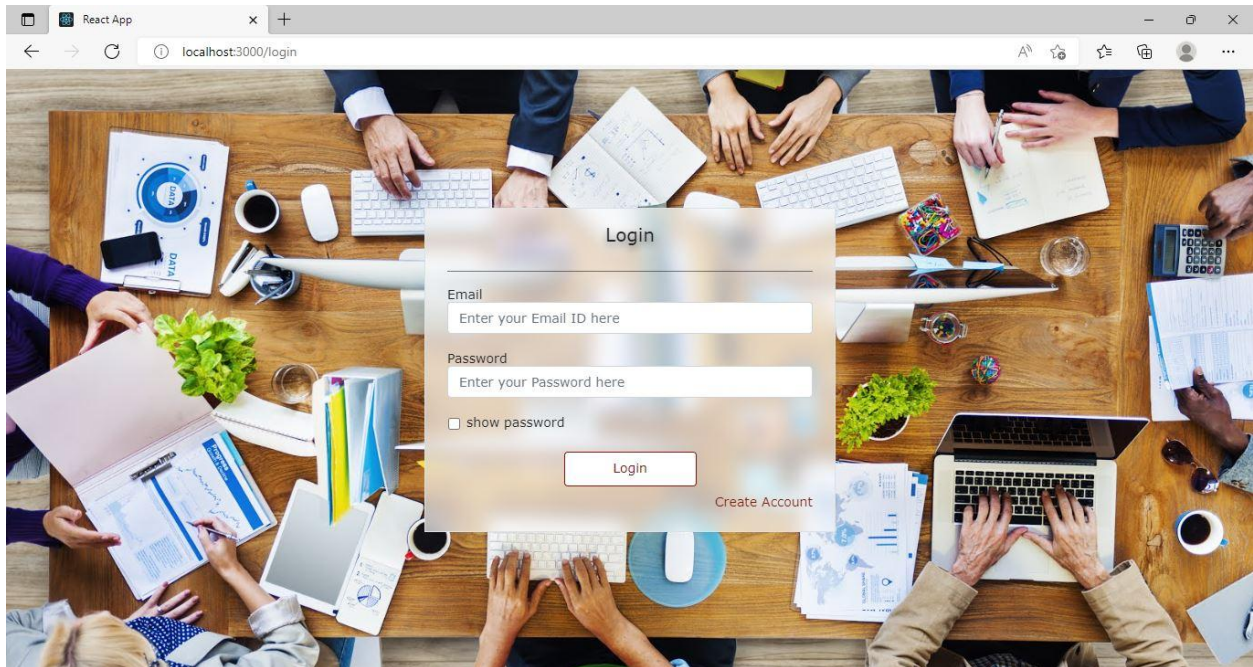 React App
localhost:3000/login
Login
Email
Enter your Email ID here
Password
Enter your Password here
show password
Login
Create Account
DATA
DATA
Progress